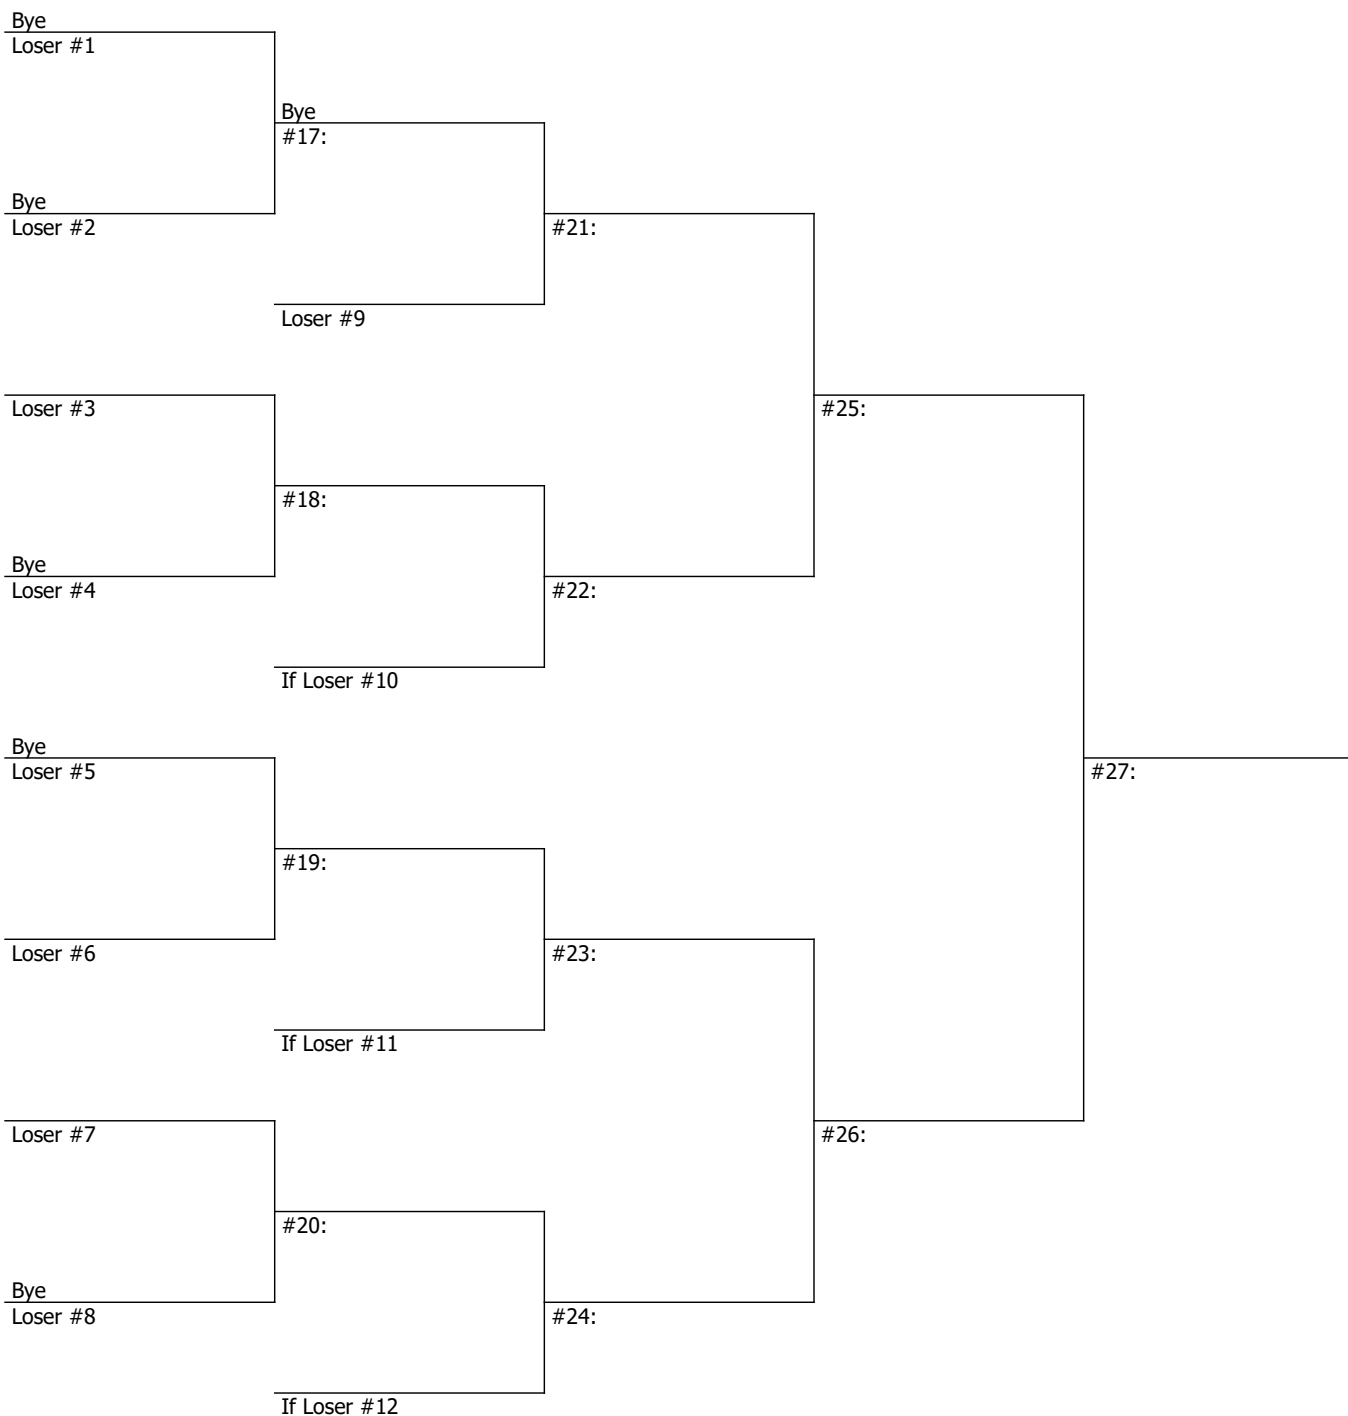 Bye
Loser #1
Bye
#17:
Bye
Loser #2
#21:
Loser #9
Loser #3
#25:
#18:
Bye
Loser #4
#22:
If Loser #10
Bye
Loser #5
#27:
#19:
Loser #6
#23:
If Loser #11
Loser #7
#26:
#20:
Bye
Loser #8
#24:
If Loser #12